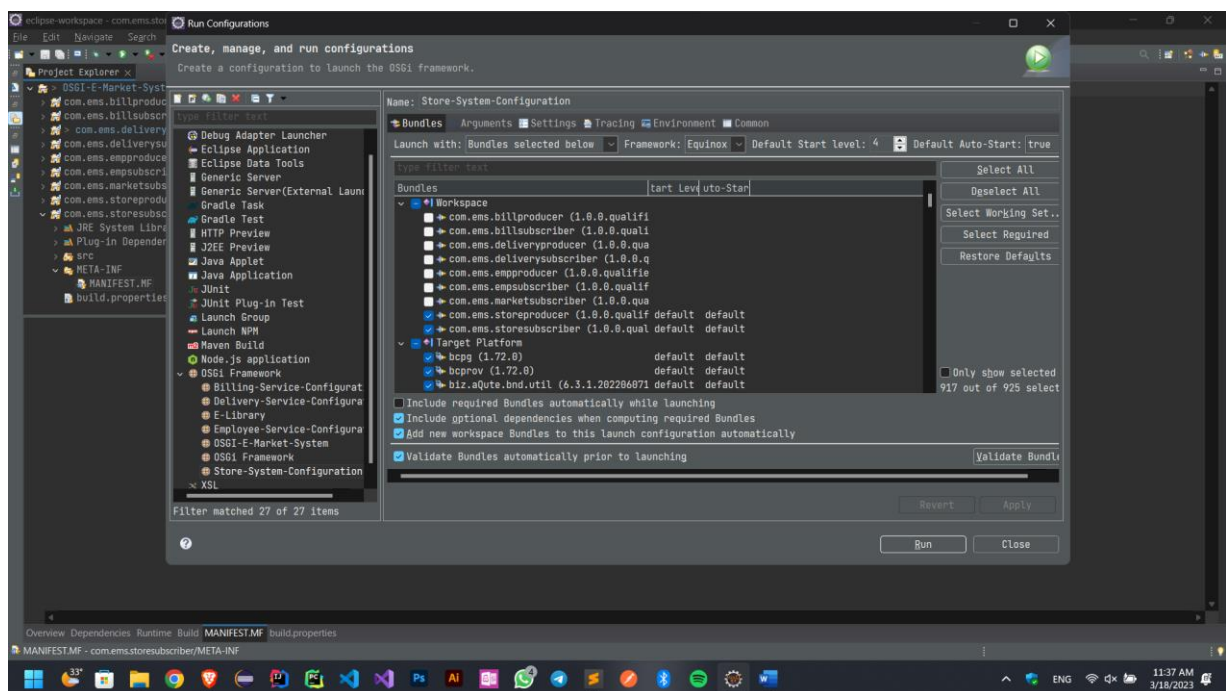 eclipse-workspace - com.ems.stor
Run Configurations
File Edit Navigate Search
Create, manage, and run configurations
Create a configuration to launch the OSGi framework.
Project Explorer
OSGI-E-Market-Syst
com.ems.billproduc
com.ems.billsubscr
com.ems.delivery
com.ems.deliverysu
com.ems.empproduce
com.ems.empsubscri
com.ems.marketsubs
com.ems.storeprodu
com.ems.storesubsc
JRE System Libra
Plug-in Depender
src
META-INF
MANIFEST.MF
build.properties
type filter text
Debug Adapter Launcher
Eclipse Application
Eclipse Data Tools
Generic Server
Generic Server(External Laun
Gradle Task
Gradle Test
HTTP Preview
J2EE Preview
Java Applet
Java Application
JUnit
JUnit Plug-in Test
Launch Group
Launch NPM
Maven Build
Node.js application
OSGi Framework
Billing-Service-Configurat
Delivery-Service-Configura
E-Library
Employee-Service-Configura
OSGI-E-Market-System
OSGi Framework
Store-System-Configuration
XSL
Filter matched 27 of 27 items
Name: Store-System-Configuration
Bundles Arguments Settings Tracing Environment Common
Launch with: Bundles selected below Framework: Equinox Default Start level: 4 Default Auto-Start: true
type filter text
Bundles tart Leve uto-Star
Workspace
com.ems.billproducer (1.0.0.qualifi
com.ems.billsubscriber (1.0.0.quali
com.ems.deliveryproducer (1.0.0.qua
com.ems.deliverysubscriber (1.0.0.q
com.ems.empproducer (1.0.0.qualifie
com.ems.empsubscriber (1.0.0.qualif
com.ems.marketsubscriber (1.0.0.qua
com.ems.storeproducer (1.0.0.qualif default default
com.ems.storesubscriber (1.0.0.qual default default
Target Platform
bcpg (1.72.0) default default
bcprov (1.72.0) default default
biz.aQute.bnd.util (6.3.1.202206071 default default
Select All
Deselect All
Select Working Set..
Select Required
Restore Defaults
Only show selected
917 out of 925 select
Include required Bundles automatically while launching
Include optional dependencies when computing required Bundles
Add new workspace Bundles to this launch configuration automatically
Validate Bundles automatically prior to launching
Validate Bundle
Revert Apply
Run Close
Overview Dependencies Runtime Build MANIFEST.MF build.properties
MANIFEST.MF - com.ems.storesubscriber/META-INF
33°
ENG
11:37 AM
3/18/2023